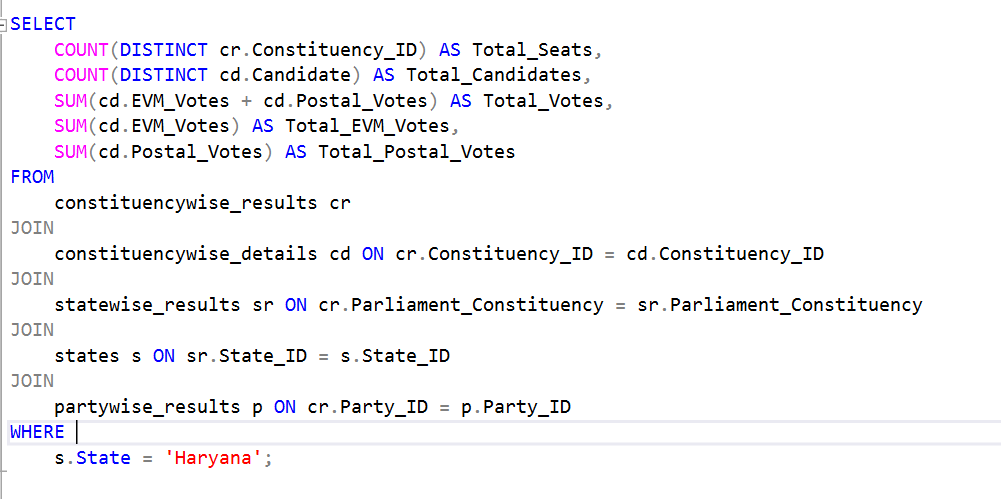 SELECT
    COUNT(DISTINCT cr.Constituency_ID) AS Total_Seats,
    COUNT(DISTINCT cd.Candidate) AS Total_Candidates,
    SUM(cd.EVM_Votes + cd.Postal_Votes) AS Total_Votes,
    SUM(cd.EVM_Votes) AS Total_EVM_Votes,
    SUM(cd.Postal_Votes) AS Total_Postal_Votes
FROM
    constituencywise_results cr
JOIN
    constituencywise_details cd ON cr.Constituency_ID = cd.Constituency_ID
JOIN
    statewise_results sr ON cr.Parliament_Constituency = sr.Parliament_Constituency
JOIN
    states s ON sr.State_ID = s.State_ID
JOIN
    partywise_results p ON cr.Party_ID = p.Party_ID
WHERE
    s.State = 'Haryana';